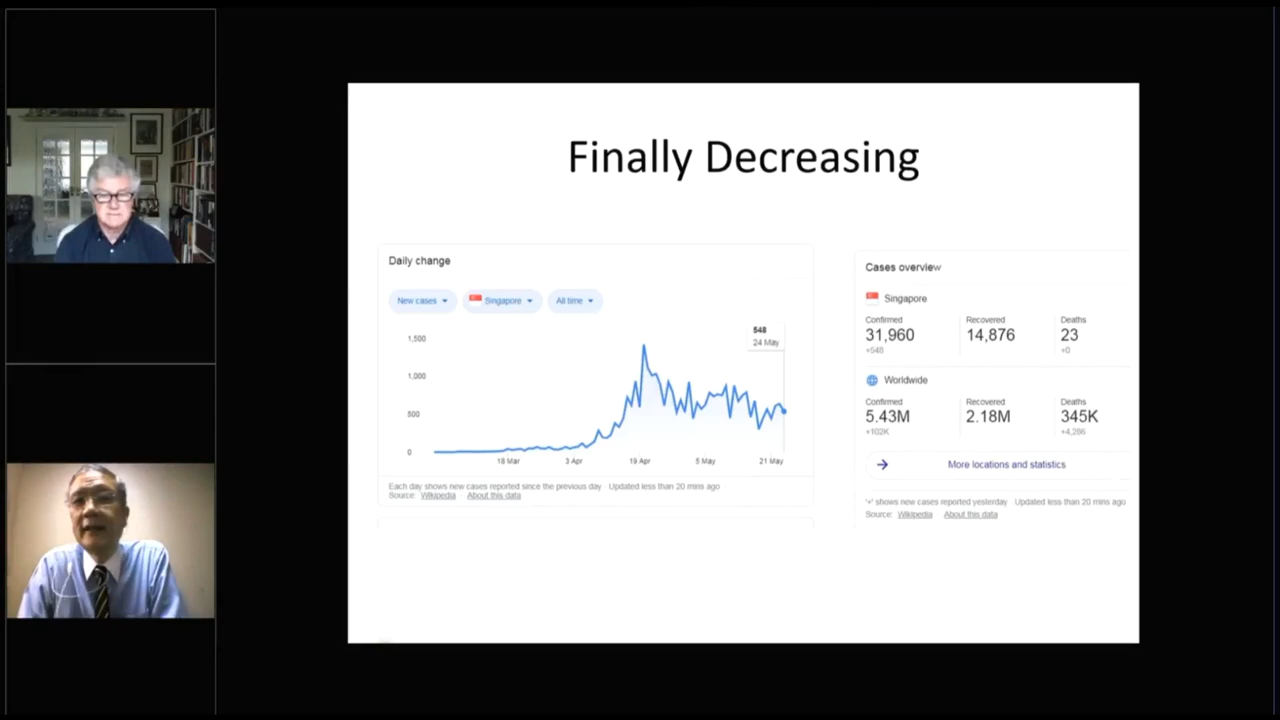 Finally Decreasing
Daily change
New cases Singapore All time
548
24 May
1,500
1,000
500
0
18 Mar 3 Apr 19 Apr 5 May 21 May
Each day shows new cases reported since the previous day · Updated less than 20 mins ago
Source: Wikipedia · About this data
Cases overview
Singapore
Confirmed Recovered Deaths
31,960 14,876 23
+548 +0
Worldwide
Confirmed Recovered Deaths
5.43M 2.18M 345K
+102K +4,286
More locations and statistics
'+' shows new cases reported yesterday · Updated less than 20 mins ago
Source: Wikipedia · About this data